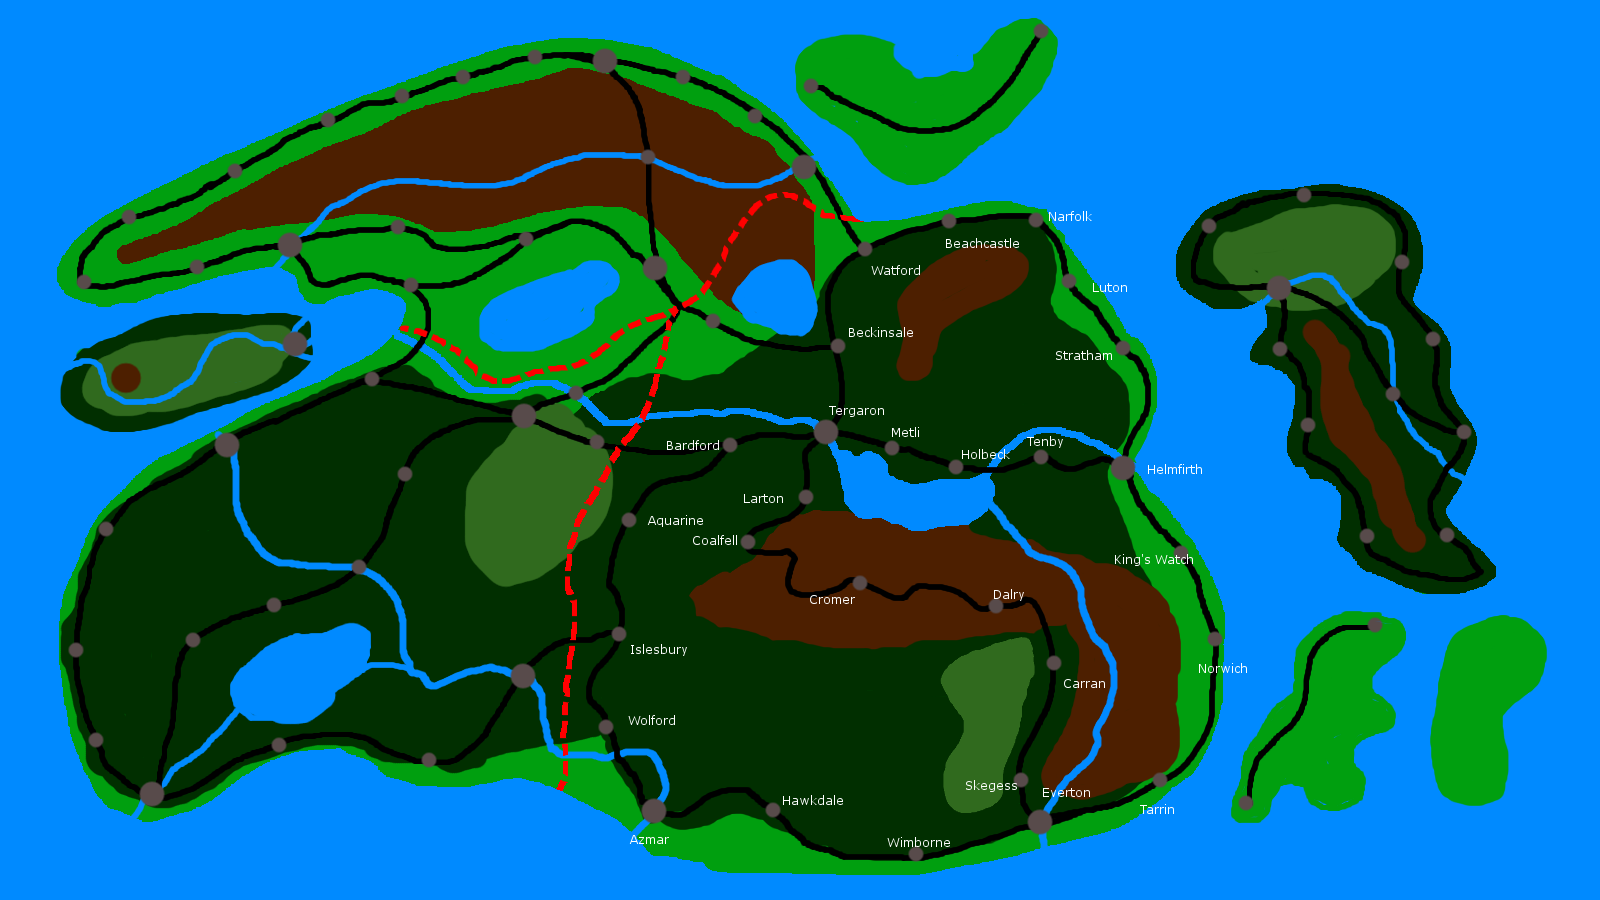 Narfolk
Beachcastle
Watford
Luton
Beckinsale
Stratham
Tergaron
Metli
Tenby
Bardford
Holbeck
Helmfirth
Larton
Aquarine
Coalfell
King's Watch
Dalry
Cromer
Islesbury
Norwich
Carran
Wolford
Skegess
Everton
Hawkdale
Tarrin
Azmar
Wimborne